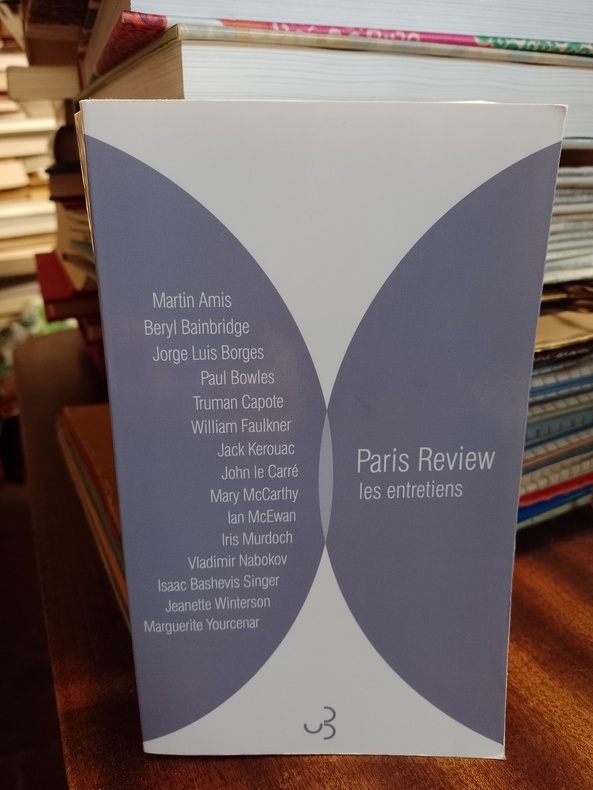 Martin Amis
Beryl Bainbridge
Jorge Luis Borges
Paul Bowles
Truman Capote
William Faulkner
Jack Kerouac
John le Carré
Mary McCarthy
Ian McEwan
Iris Murdoch
Vladimir Nabokov
Isaac Bashevis Singer
Jeanette Winterson
Marguerite Yourcenar
Paris Review
les entretiens